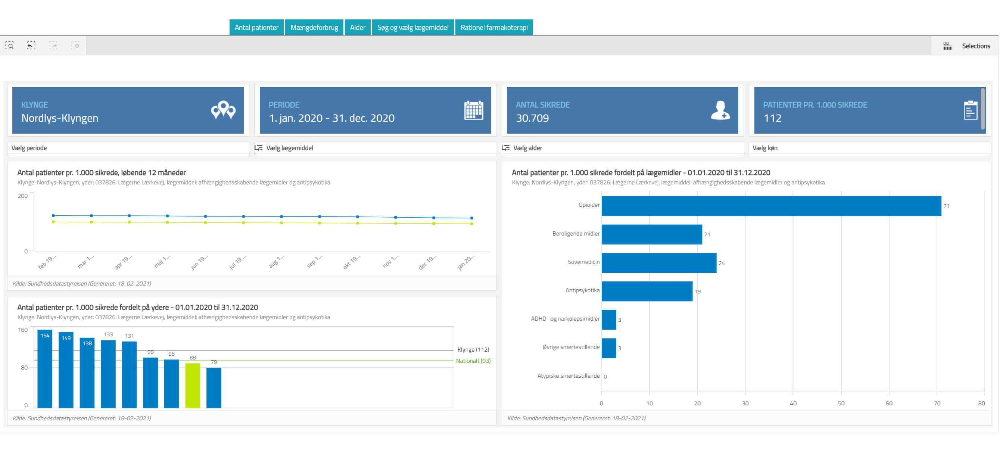 Antal patienter
Mængdeforbrug
Alder
Søg og vælg lægemiddel
Rationel farmakoterapi
Selections
KLYNGE
Nordlys-Klyngen
PERIODE
1. jan. 2020 - 31. dec. 2020
ANTAL SIKREDE
30.709
PATIENTER PR. 1.000 SIKREDE
112
Vælg periode
Vælg lægemiddel
Vælg alder
Vælg køn
Antal patienter pr. 1.000 sikrede, løbende 12 måneder
Klynge: Nordlys-Klyngen, yder: 037826: Lægerne Lærkevej, lægemiddel: afhængighedsskabende lægemidler og antipsykotika
200
0
feb 19...
mar 1...
apr 19...
maj 1...
jun 19...
jul 19 ...
aug 1...
sep 1...
okt 19...
nov 1...
dec 19...
jan 20...
Kilde: Sundhedsdatastyrelsen (Genereret: 18-02-2021)
Antal patienter pr. 1.000 sikrede fordelt på ydere - 01.01.2020 til 31.12.2020
Klynge: Nordlys-Klyngen, yder: 037826: Lægerne Lærkevej, lægemiddel: afhængighedsskabende lægemidler og antipsykotika
160
80
0
154
149
138
133
131
99
95
88
79
Klynge (112)
Nationalt (93)
Kilde: Sundhedsdatastyrelsen (Genereret: 18-02-2021)
Antal patienter pr. 1.000 sikrede fordelt på lægemidler - 01.01.2020 til 31.12.2020
Klynge: Nordlys-Klyngen, yder: 037826: Lægerne Lærkevej, lægemiddel: afhængighedsskabende lægemidler og antipsykotika
Opioider 71
Beroligende midler 21
Sovemedicin 24
Antipsykotika 19
ADHD- og narkolepsimidler 3
Øvrige smertestillende 3
Atypiske smertestillende 0
0 10 20 30 40 50 60 70 80
Kilde: Sundhedsdatastyrelsen (Genereret: 18-02-2021)